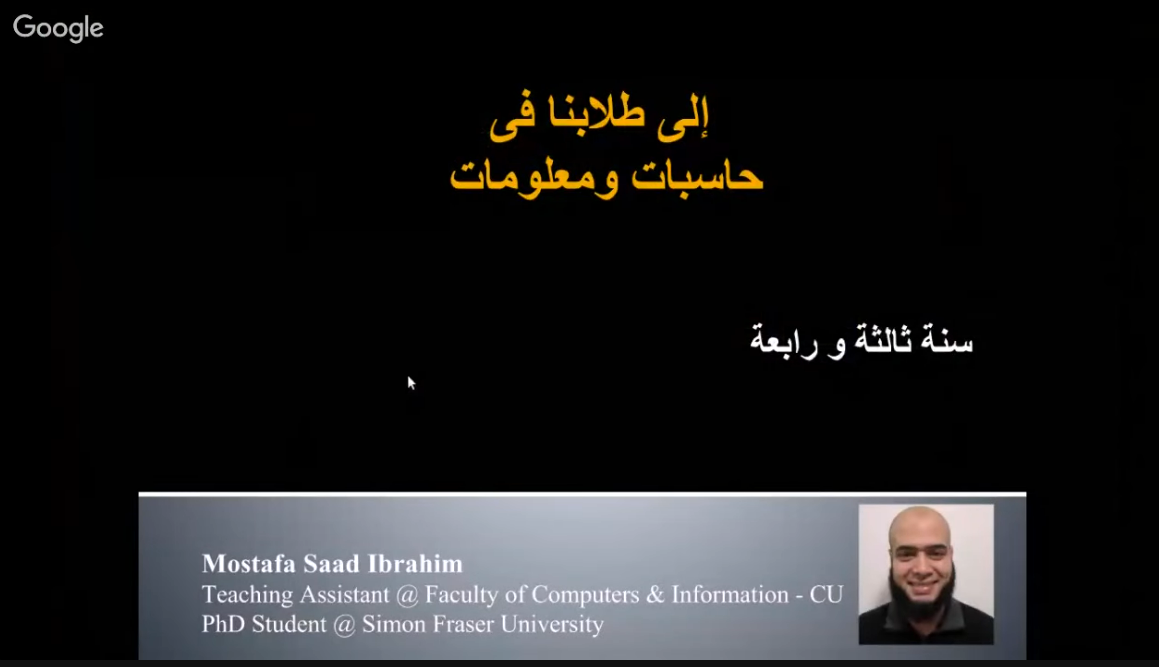 Google
إلى طلابنا فى
حاسبات ومعلومات
سنة ثالثة و رابعة
Mostafa Saad Ibrahim
Teaching Assistant @ Faculty of Computers & Information - CU
PhD Student @ Simon Fraser University